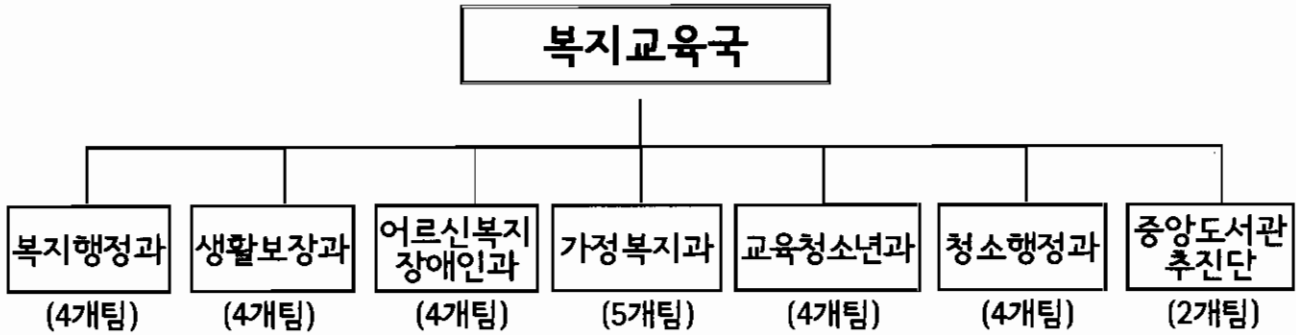 복지교육국
복지행정과
(4개팀)
생활보장과
(4개팀)
어르신복지
장애인과
(4개팀)
가정복지과
(5개팀)
교육청소년과
(4개팀)
청소행정과
(4개팀)
중앙도서관
추진단
(2개팀)